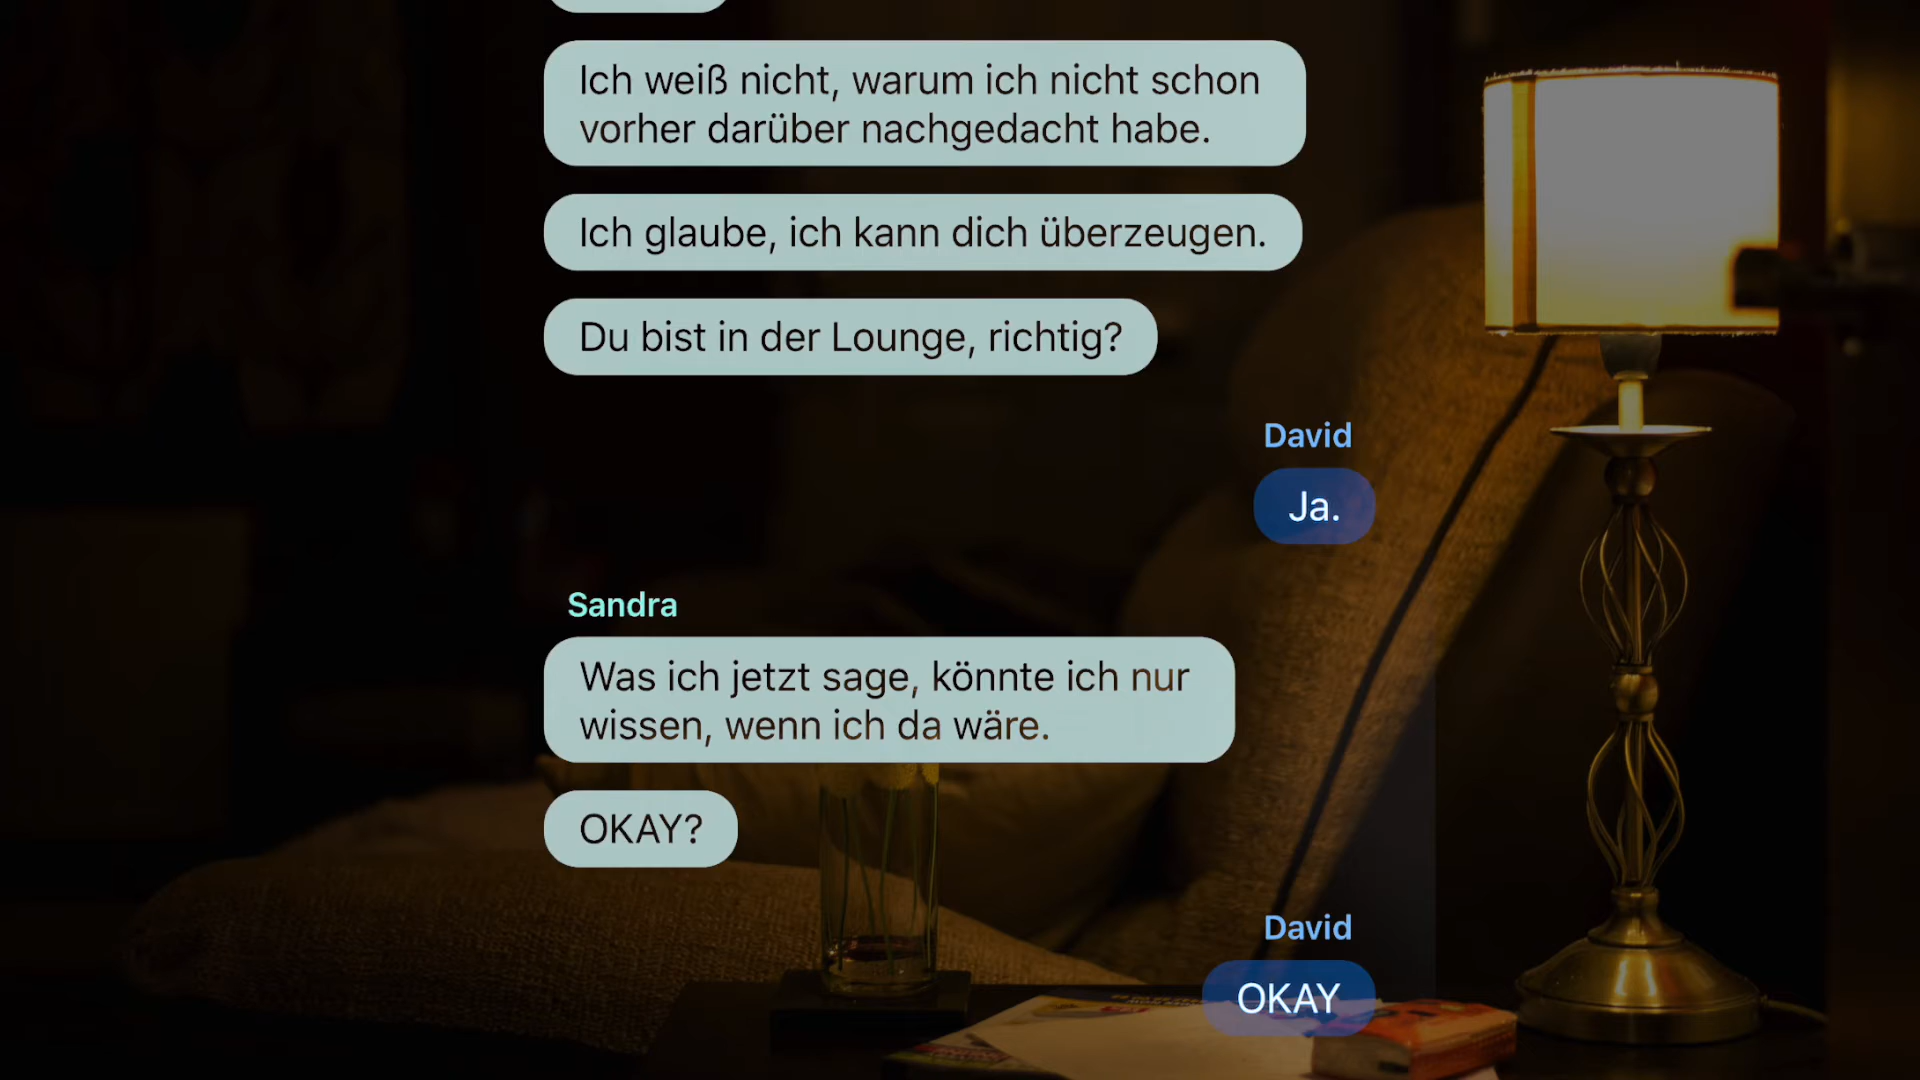 Ich weiß nicht, warum ich nicht schon
vorher darüber nachgedacht habe.
Ich glaube, ich kann dich überzeugen.
Du bist in der Lounge, richtig?
David
Ja.
Sandra
Was ich jetzt sage, könnte ich nur
wissen, wenn ich da wäre.
OKAY?
David
OKAY